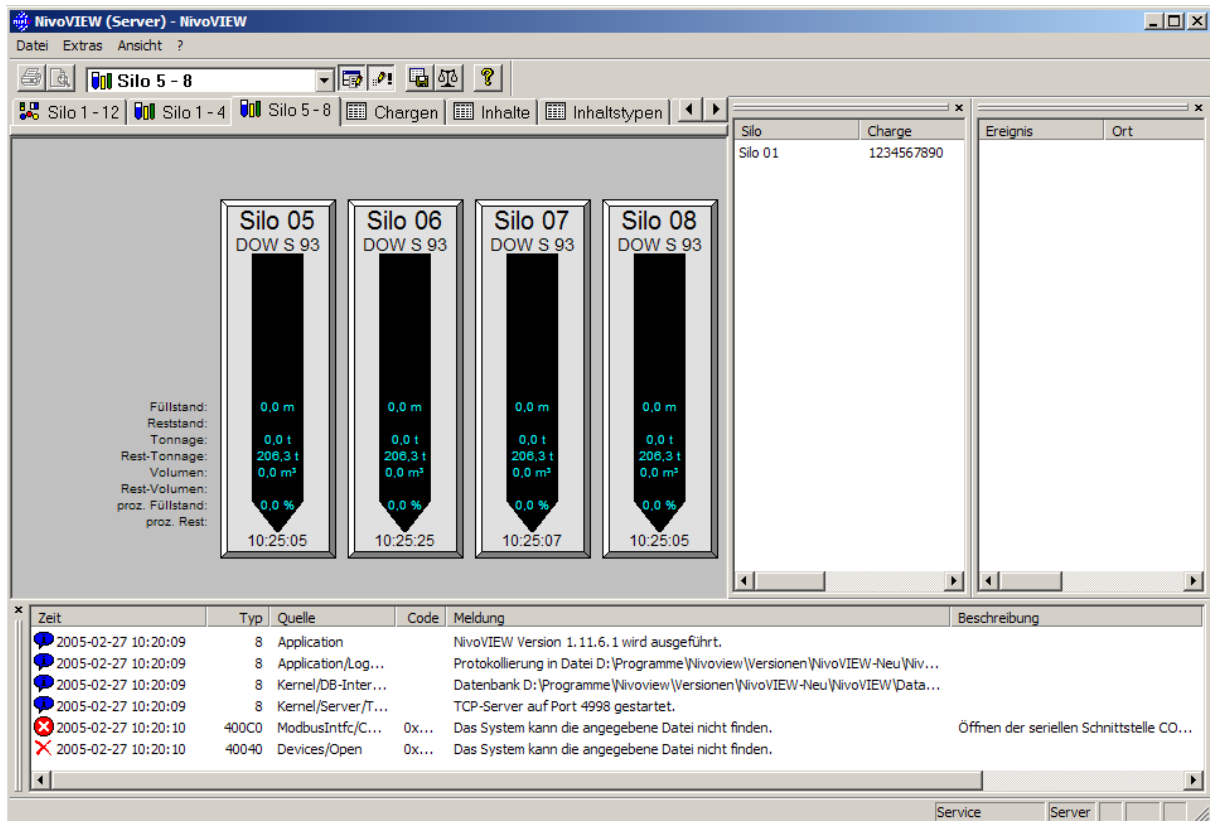 NivoVIEW (Server) - NivoVIEW
Datei Extras Ansicht ?
Silo 5 - 8
Silo 1 - 12 Silo 1 - 4 Silo 5 - 8 Chargen Inhalte Inhaltstypen
Silo Charge
Silo 01 1234567890
Ereignis Ort
Silo 05 Silo 06 Silo 07 Silo 08
DOW S 93 DOW S 93 DOW S 93 DOW S 93
Füllstand: 0,0 m 0,0 m 0,0 m 0,0 m
Reststand:
Tonnage: 0,0 t 0,0 t 0,0 t 0,0 t
Rest-Tonnage: 206,3 t 206,3 t 206,3 t 206,3 t
Volumen: 0,0 m³ 0,0 m³ 0,0 m³ 0,0 m³
Rest-Volumen:
proz. Füllstand: 0,0 % 0,0 % 0,0 % 0,0 %
proz. Rest:
10:25:05 10:25:25 10:25:07 10:25:05
Zeit Typ Quelle Code Meldung Beschreibung
2005-02-27 10:20:09 8 Application NivoVIEW Version 1.11.6.1 wird ausgeführt.
2005-02-27 10:20:09 8 Application/Log... Protokollierung in Datei D:\Programme\Nivoview\Versionen\NivoVIEW-Neu\Niv...
2005-02-27 10:20:09 8 Kernel/DB-Inter... Datenbank D:\Programme\Nivoview\Versionen\NivoVIEW-Neu\NivoVIEW\Data...
2005-02-27 10:20:09 8 Kernel/Server/T... TCP-Server auf Port 4998 gestartet.
2005-02-27 10:20:10 400C0 ModbusIntfc/C... 0x... Das System kann die angegebene Datei nicht finden. Öffnen der seriellen Schnittstelle CO...
2005-02-27 10:20:10 40040 Devices/Open 0x... Das System kann die angegebene Datei nicht finden.
Service Server